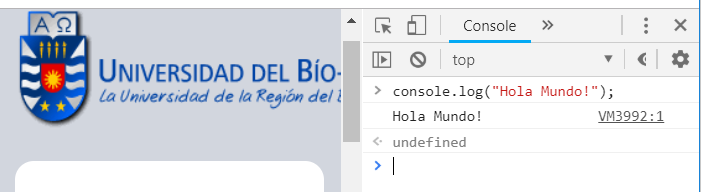 ΑΩ
UNIVERSIDAD DEL BÍO-
La Universidad de la Región del
Console
top
console.log("Hola Mundo!");
Hola Mundo! VM3992:1
undefined